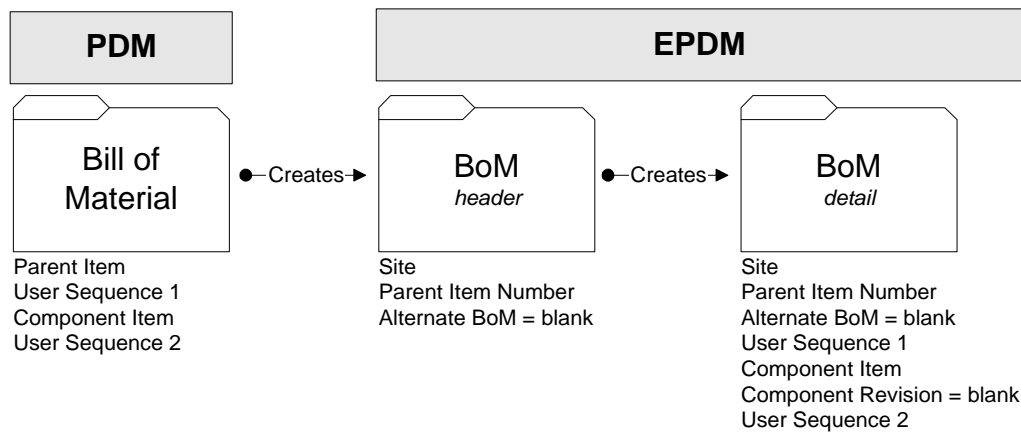 PDM
EPDM
Bill of
Material
Creates
BoM
header
Creates
BoM
detail
Parent Item
User Sequence 1
Component Item
User Sequence 2
Site
Parent Item Number
Alternate BoM = blank
Site
Parent Item Number
Alternate BoM = blank
User Sequence 1
Component Item
Component Revision = blank
User Sequence 2